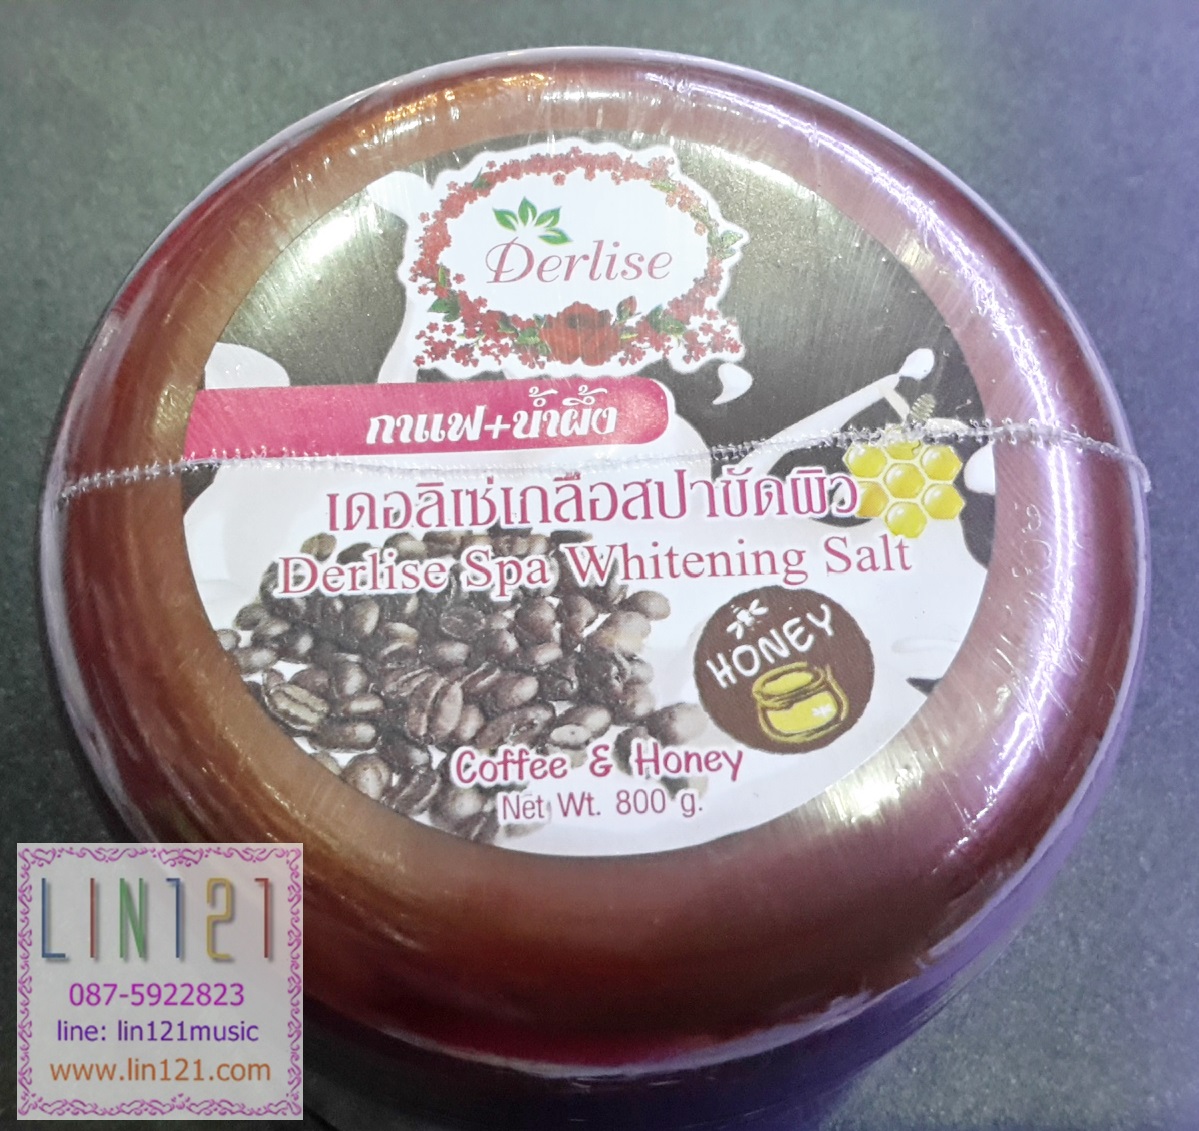 Derlise
กาแฟ+น้ำผึ้ง
เดอลิเซ่เกลือสปาขัดผิว
Derlise Spa Whitening Salt
HONEY
Coffee & Honey
Net Wt. 800 g.
LIN121
087-5922823
line: lin121music
www.lin121.com